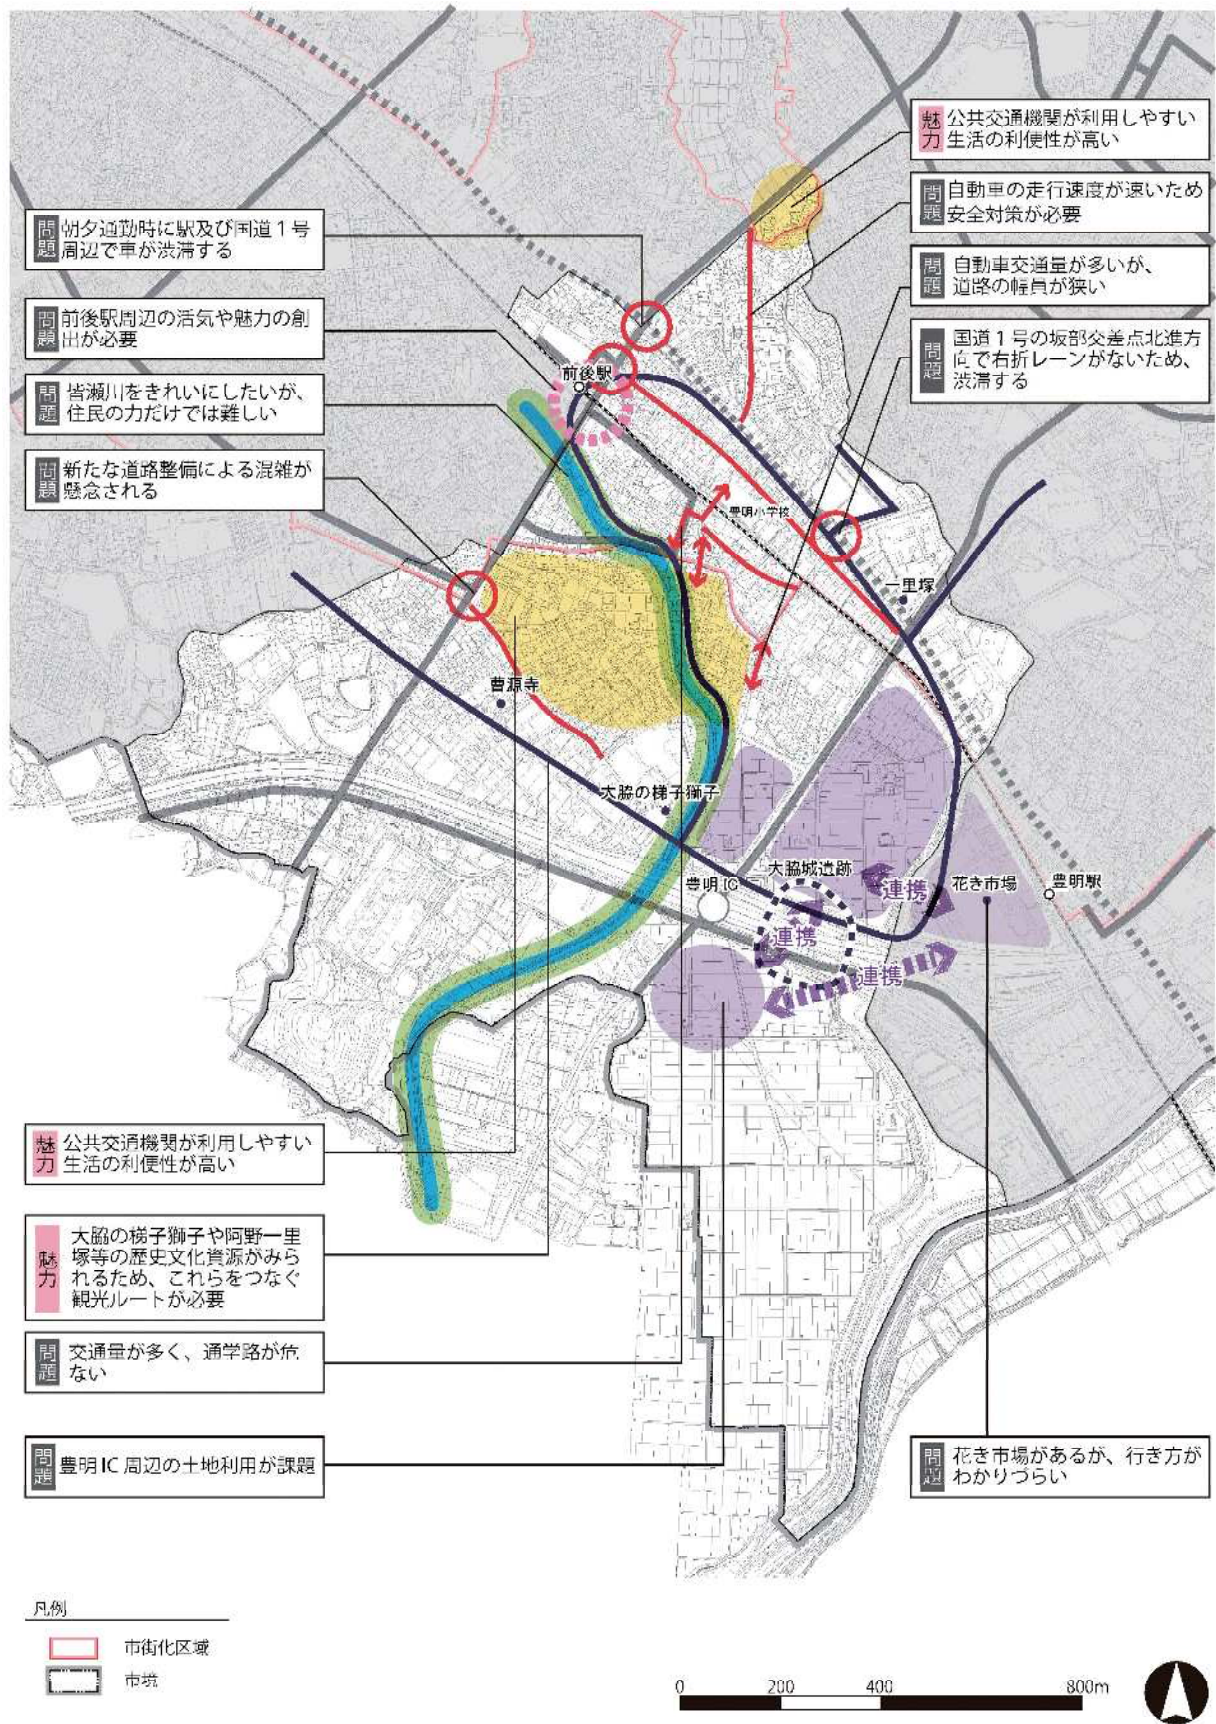 問題 朝夕通勤時に駅及び国道1号
周辺で車が渋滞する
問題 前後駅周辺の活気や魅力の創
出が必要
問題 皆瀬川をきれいにしたいが、
住民の力だけでは難しい
問題 新たな道路整備による混雑が
懸念される
魅力 公共交通機関が利用しやすい
生活の利便性が高い
問題 自動車の走行速度が速いため
安全対策が必要
問題 自動車交通量が多いが、
道路の幅員が狭い
問題 国道1号の坂部交差点北進方
向で右折レーンがないため、
渋滞する
前後駅
豊明小学校
一里塚
曹源寺
大脇の梯子獅子
豊明IC
大脇城遺跡
連携
花き市場
豊明駅
連携
連携
魅力 公共交通機関が利用しやすい
生活の利便性が高い
魅力 大脇の梯子獅子や阿野一里
塚等の歴史文化資源がみら
れるため、これらをつなぐ
観光ルートが必要
問題 交通量が多く、通学路が危
ない
問題 豊明IC周辺の土地利用が課題
問題 花き市場があるが、行き方が
わかりづらい
凡例
市街化区域
市境
0 200 400 800m